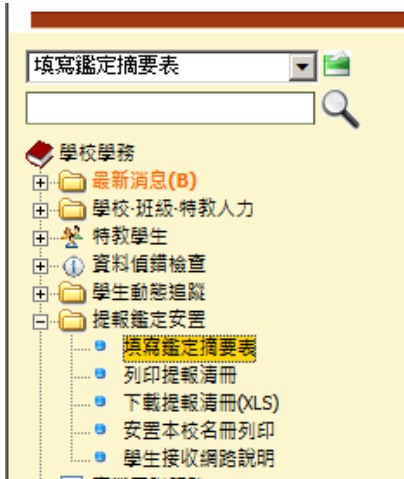 填寫鑑定摘要表
學校學務
最新消息(B)
學校‧班級‧特教人力
特教學生
資料偵錯檢查
學生動態追蹤
提報鑑定安置
填寫鑑定摘要表
列印提報清冊
下載提報清冊(XLS)
安置本校名冊列印
學生接收網路說明